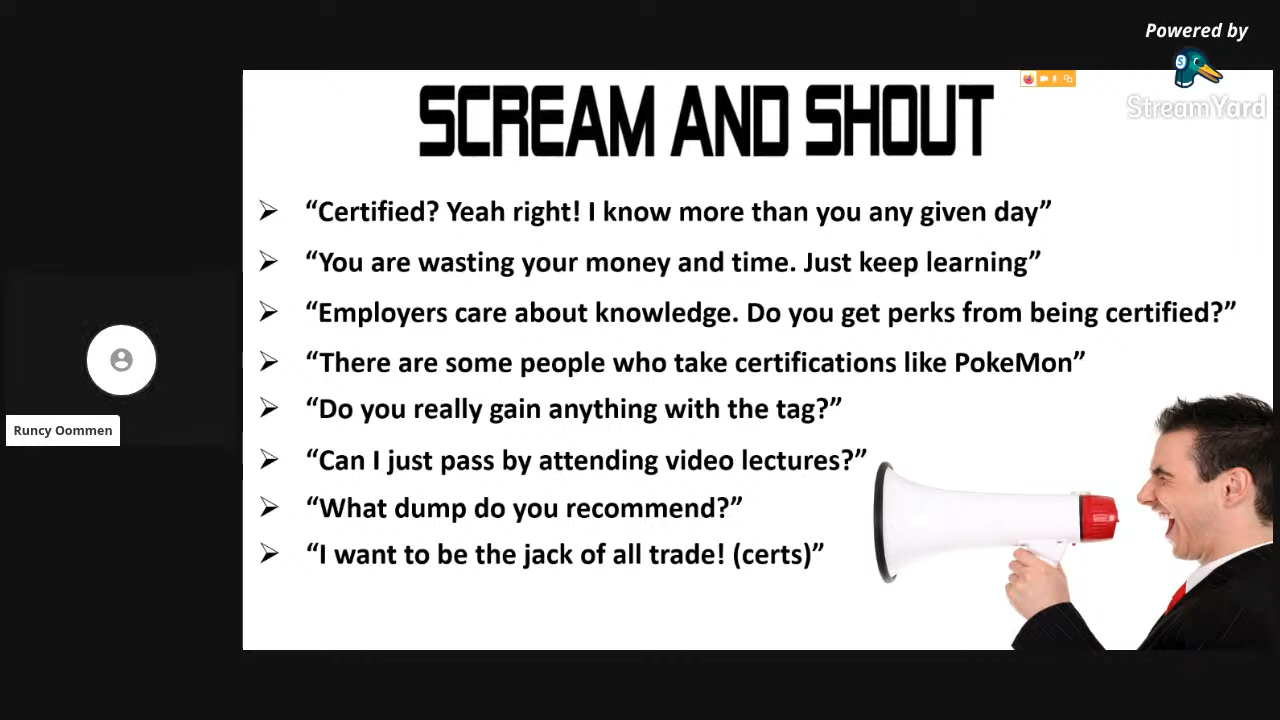 Powered by
StreamYard
SCREAM AND SHOUT
“Certified? Yeah right! I know more than you any given day”
“You are wasting your money and time. Just keep learning”
“Employers care about knowledge. Do you get perks from being certified?”
“There are some people who take certifications like PokeMon”
“Do you really gain anything with the tag?”
“Can I just pass by attending video lectures?”
“What dump do you recommend?”
“I want to be the jack of all trade! (certs)”
Runcy Oommen